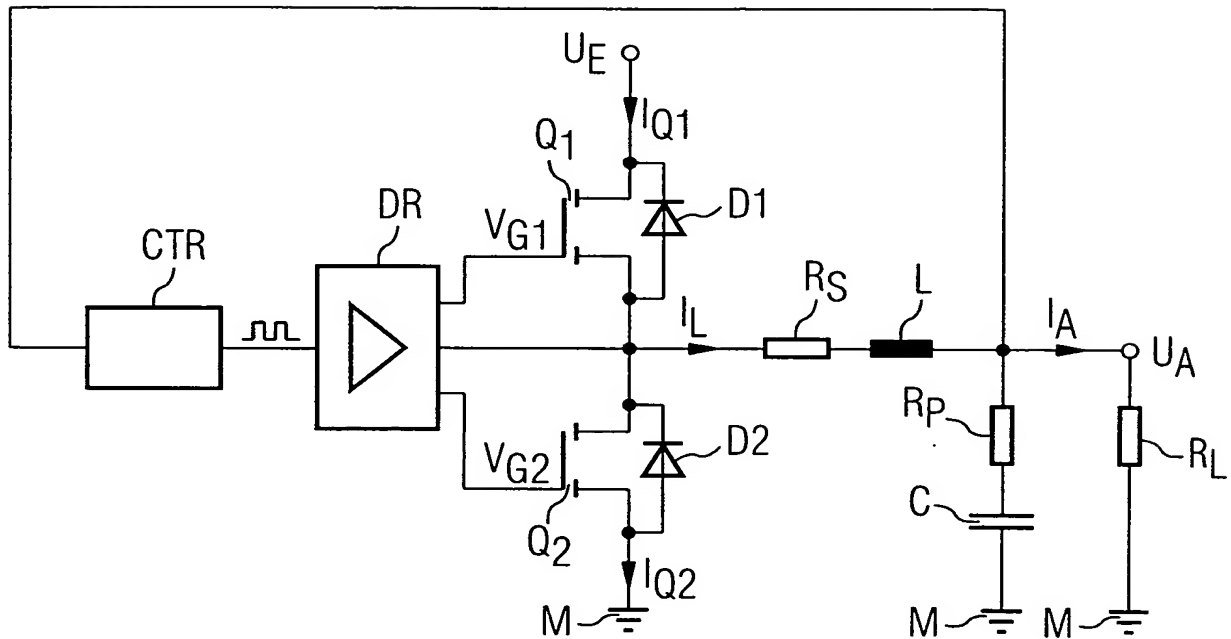 U_E
I_Q1
Q_1
DR
D1
V_G1
CTR
R_S
L
I_L
I_A
U_A
R_P
D2
V_G2
R_L
C
Q_2
I_Q2
M
M
M